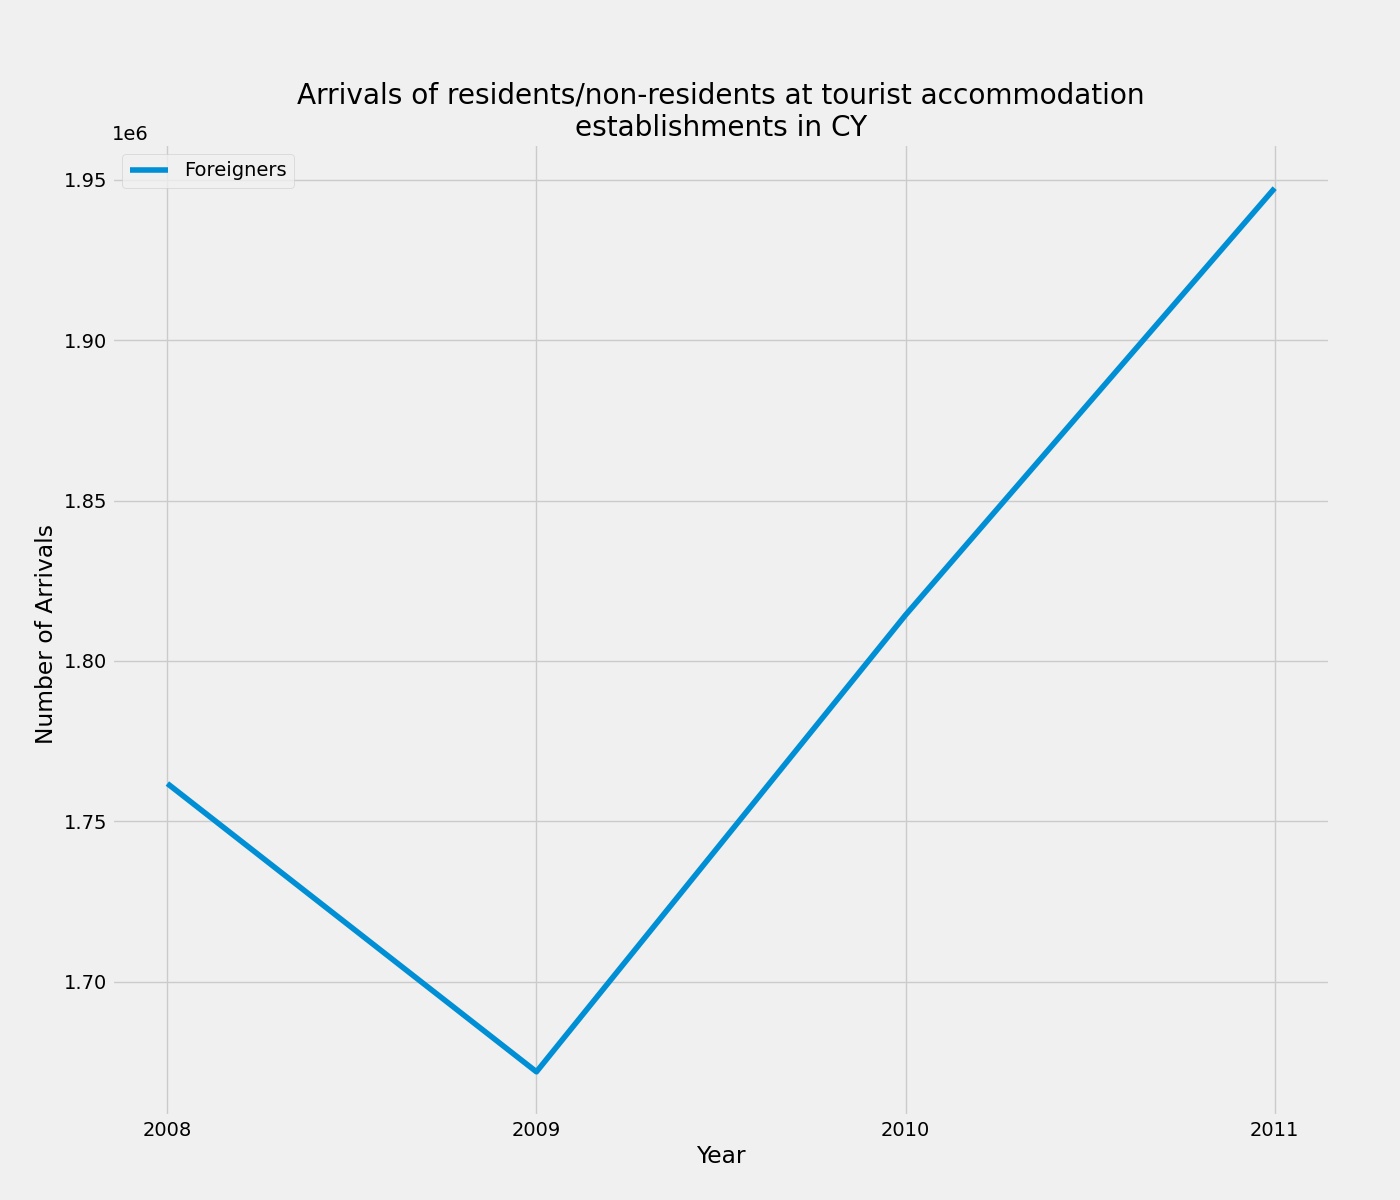 Arrivals of residents/non-residents at tourist accommodation
establishments in CY
1e6
Foreigners
1.95
1.90
1.85
1.80
1.75
1.70
Number of Arrivals
2008
2009
2010
2011
Year